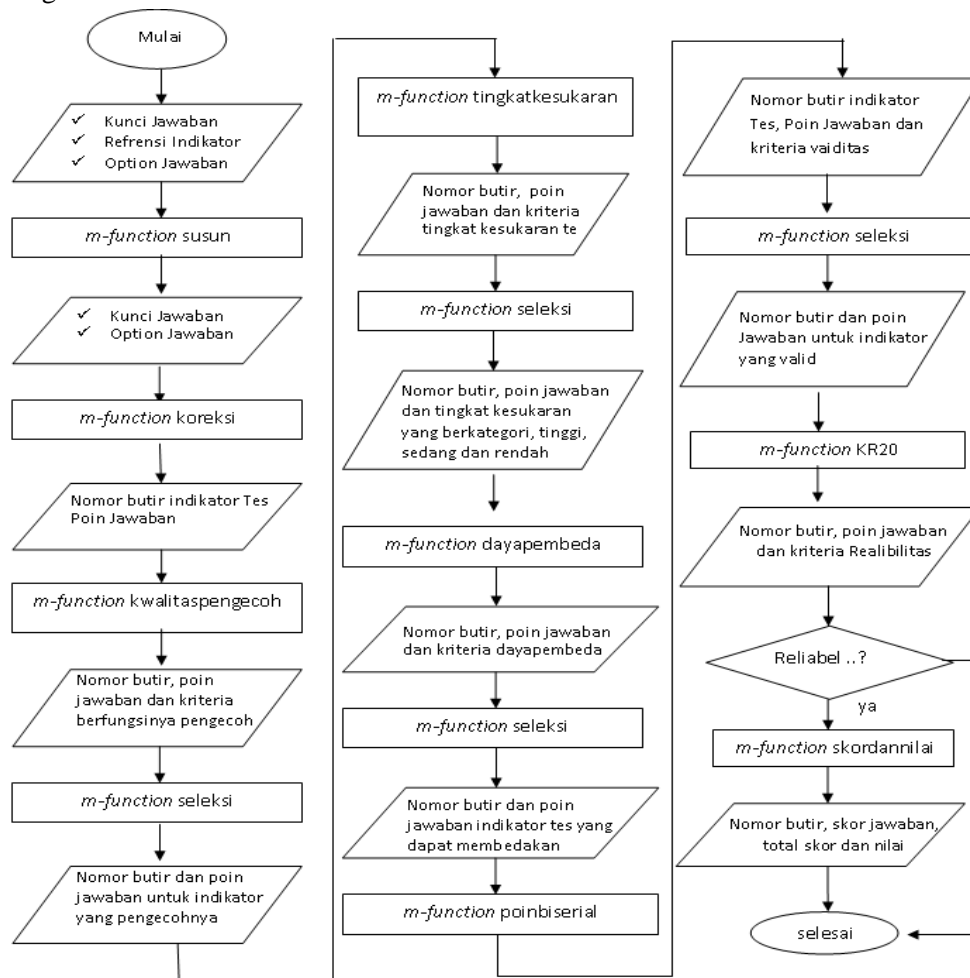 Mulai
✓ Kunci Jawaban
✓ Refrensi Indikator
✓ Option Jawaban
m-function susun
✓ Kunci Jawaban
✓ Option Jawaban
m-function koreksi
Nomor butir indikator Tes
Poin Jawaban
m-function kwalitaspengecoh
Nomor butir, poin
jawaban dan kriteria
berfungsinya pengecoh
m-function seleksi
Nomor butir dan poin
jawaban untuk indikator
yang pengecohnya
m-function tingkatkesukaran
Nomor butir, poin
jawaban dan kriteria
tingkat kesukaran te
m-function seleksi
Nomor butir, poin jawaban
dan tingkat kesukaran
yang berkategori, tinggi,
sedang dan rendah
m-function dayapembeda
Nomor butir, poin jawaban
dan kriteria dayapembeda
m-function seleksi
Nomor butir dan poin
jawaban indikator tes yang
dapat membedakan
m-function poinbiserial
Nomor butir indikator
Tes, Poin Jawaban dan
kriteria vaiditas
m-function seleksi
Nomor butir dan poin
Jawaban untuk indikator
yang valid
m-function KR20
Nomor butir, poin jawaban
dan kriteria Realibilitas
Reliabel ..?
ya
m-function skordannilai
Nomor butir, skor jawaban,
total skor dan nilai
selesai